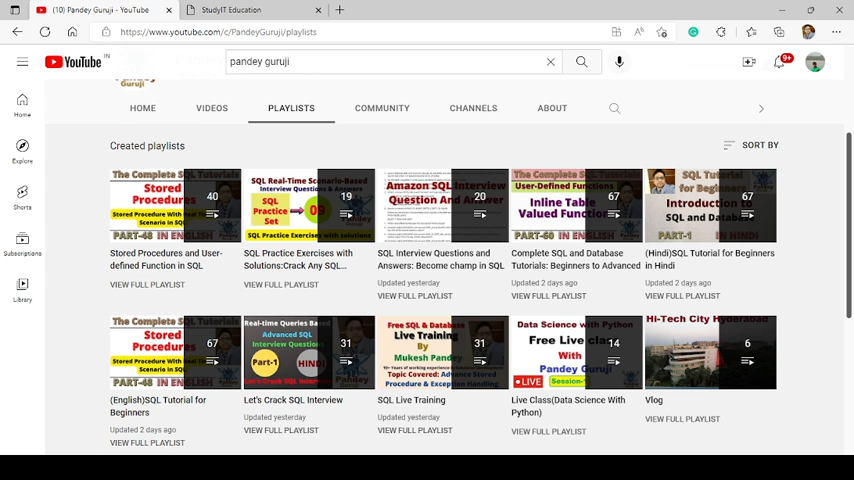 (10) Pandey Guruji - YouTube
StudyIT Education
https://www.youtube.com/c/PandeyGuruji/playlists
YouTube IN
pandey guruji
9+
Guruji
HOME VIDEOS PLAYLISTS COMMUNITY CHANNELS ABOUT
Home
Explore
Shorts
Subscriptions
Library
Created playlists
SORT BY
The Complete SQL Tutorials
Stored
Procedures
Stored Procedure With Real
Scenario in SQL
PART-48 IN ENGLISH
40
Stored Procedures and User-
defined Function in SQL
VIEW FULL PLAYLIST
SQL Real-Time Scenario-Based
Interview Questions & Answers
SQL
Practice
Set
09
SQL Practice Exercises with solutions
19
SQL Practice Exercises with
Solutions:Crack Any SQL...
VIEW FULL PLAYLIST
Amazon SQL Interview
Question And Answer
20
SQL Interview Questions and
Answers: Become champ in SQL
Updated yesterday
VIEW FULL PLAYLIST
The Complete SQL Tutorials
User-Defined Functions
Inline Table
Valued Function
PART-60 IN ENGLISH
67
Complete SQL and Database
Tutorials: Beginners to Advanced
Updated 2 days ago
VIEW FULL PLAYLIST
SQL Tutorial
for Beginners
Introduction to
SQL and Database
PART-1 IN HINDI
67
(Hindi)SQL Tutorial for Beginners
in Hindi
Updated 2 days ago
VIEW FULL PLAYLIST
The Complete SQL Tutorials
Stored
Procedures
Stored Procedure With Real
Scenario in SQL
PART-48 IN ENGLISH
67
(English)SQL Tutorial for
Beginners
Updated 2 days ago
VIEW FULL PLAYLIST
Real-time Queries Based
Advanced SQL
Interview Questions
Part-1
HINDI
Let's Crack SQL Interview
31
Let's Crack SQL Interview
Updated yesterday
VIEW FULL PLAYLIST
Free SQL & Database
Live Training
By
Mukesh Pandey
Topic Covered: Advance Stored
Procedure & Exception Handling
31
SQL Live Training
Updated yesterday
VIEW FULL PLAYLIST
Data Science with Python
Free Live class
With
Pandey Guruji
LIVE
Session-
14
Live Class(Data Science With
Python)
VIEW FULL PLAYLIST
Hi-Tech City Hyderabad
6
Vlog
VIEW FULL PLAYLIST